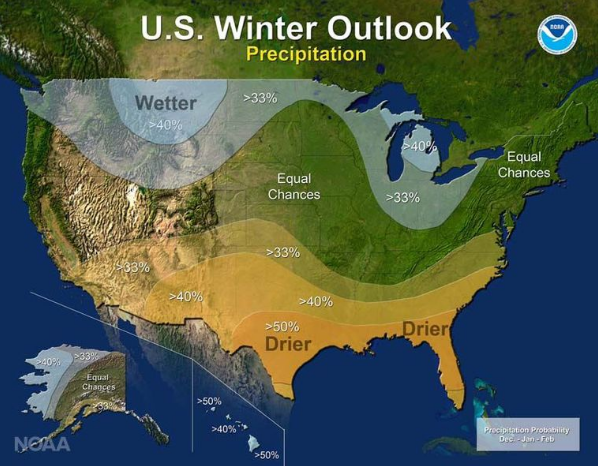 U.S. Winter Outlook
Precipitation
NOAA
Wetter
>40%
>33%
>40%
>33%
Equal
Chances
Equal
Chances
>33%
>33%
>40%
>40%
>50%
Drier
Drier
>40%
>33%
Equal
Chances
>33%
>50%
>40%
>50%
NOAA
Precipitation Probability
Dec - Jan - Feb